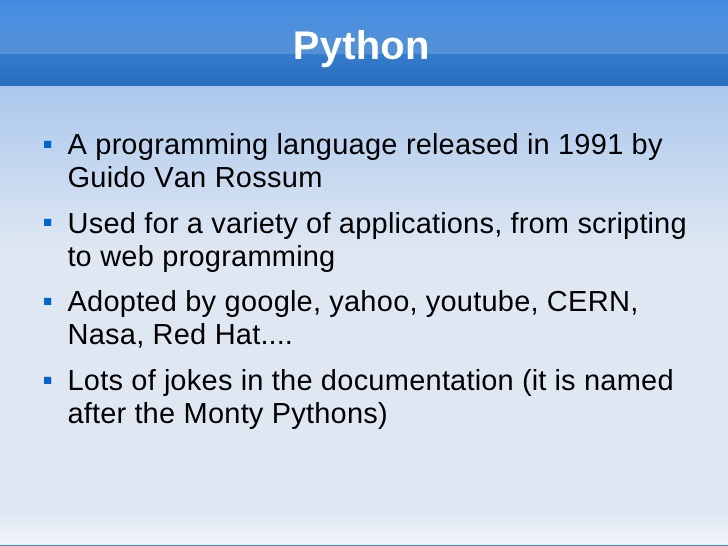 Python
A programming language released in 1991 by
Guido Van Rossum
Used for a variety of applications, from scripting
to web programming
Adopted by google, yahoo, youtube, CERN,
Nasa, Red Hat....
Lots of jokes in the documentation (it is named
after the Monty Pythons)